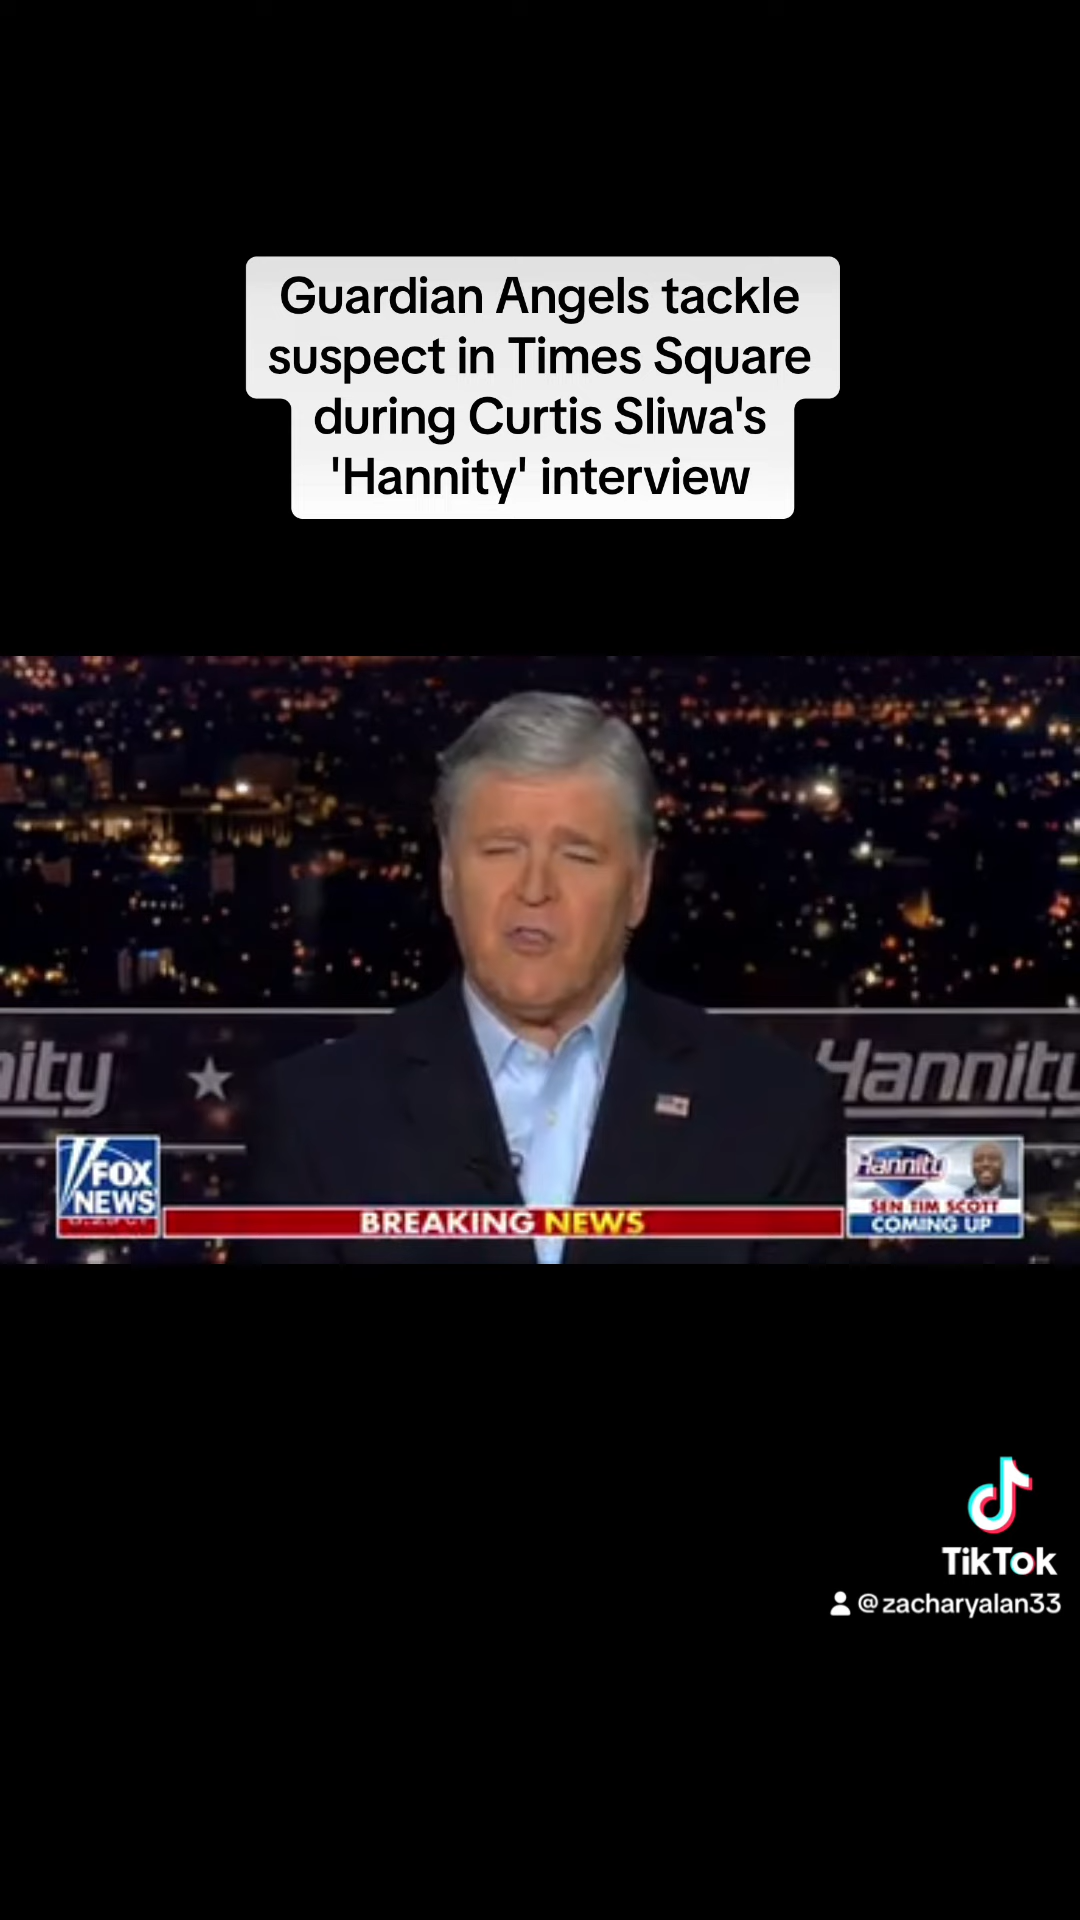 Guardian Angels tackle
suspect in Times Square
during Curtis Sliwa's
'Hannity' interview
nity
Hannity
FOX
NEWS
BREAKING NEWS
Hannity
SEN TIM SCOTT
COMING UP
TikTok
@zacharyalan33